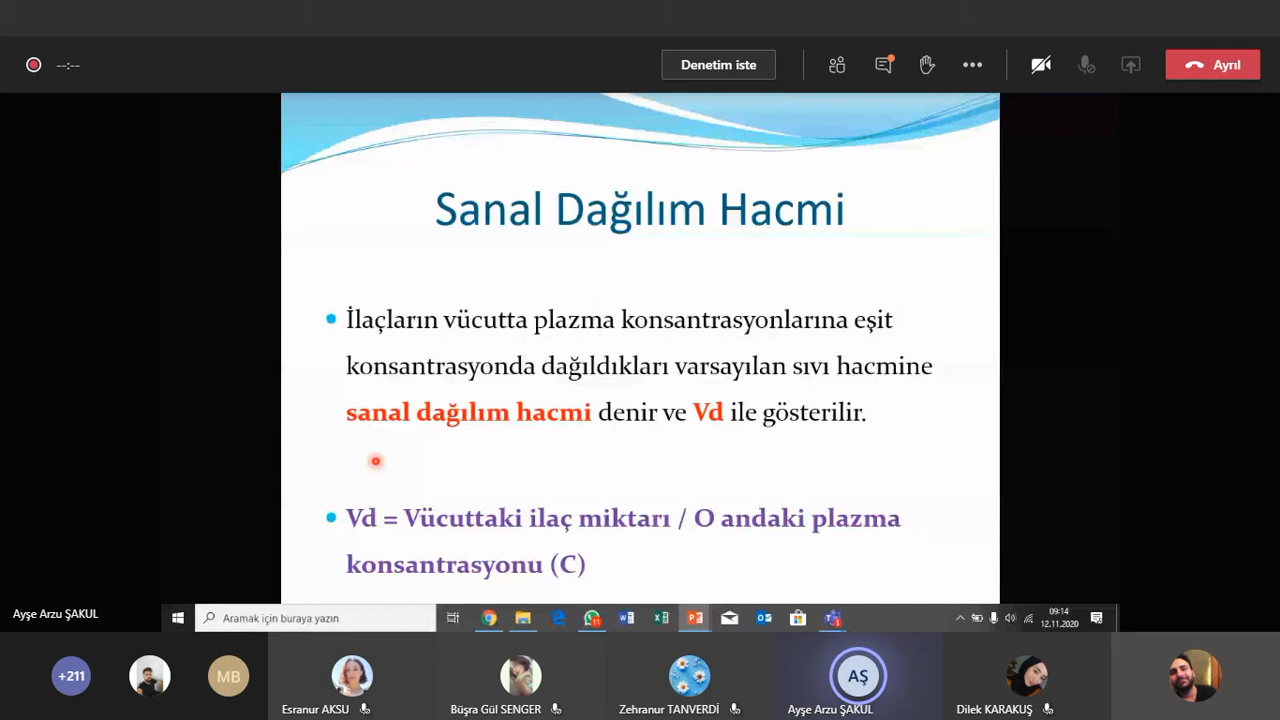 --:--
Denetim iste
Ayrıl
Sanal Dağılım Hacmi
İlaçların vücutta plazma konsantrasyonlarına eşit
konsantrasyonda dağıldıkları varsayılan sıvı hacmine
sanal dağılım hacmi denir ve Vd ile gösterilir.
Vd = Vücuttaki ilaç miktarı / O andaki plazma
konsantrasyonu (C)
Ayşe Arzu ŞAKUL
Aramak için buraya yazın
09:14
12.11.2020
+211
MB
AŞ
Esranur AKSU
Büşra Gül SENGER
Zehranur TANVERDİ
Ayşe Arzu ŞAKUL
Dilek KARAKUŞ